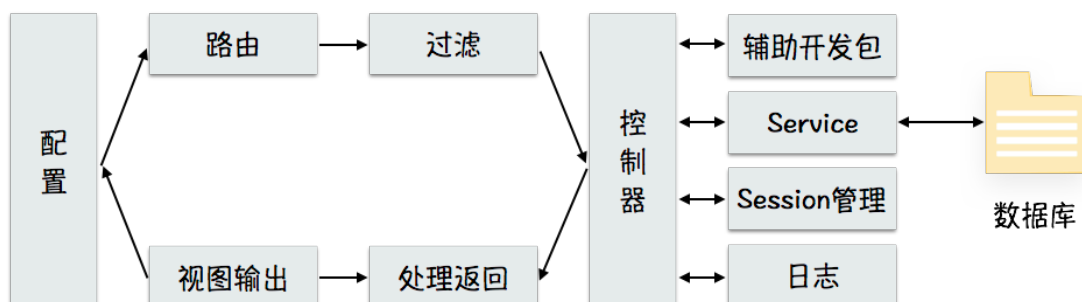 配置
路由
过滤
控制器
辅助开发包
Service
Session管理
日志
数据库
视图输出
处理返回